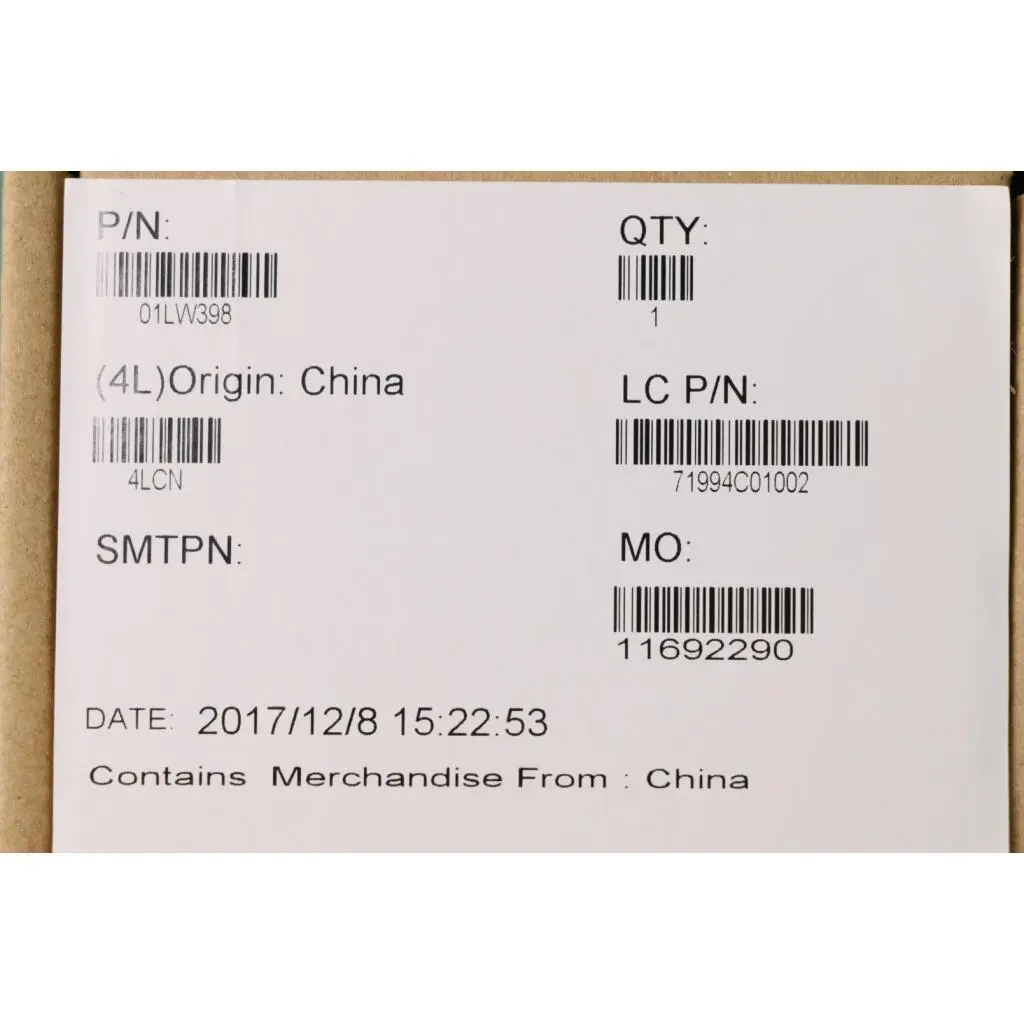 P/N:
01LW398
QTY:
1
(4L)Origin: China
4LCN
LC P/N:
71994C01002
SMTPN:
MO:
11692290
DATE: 2017/12/8 15:22:53
Contains Merchandise From : China